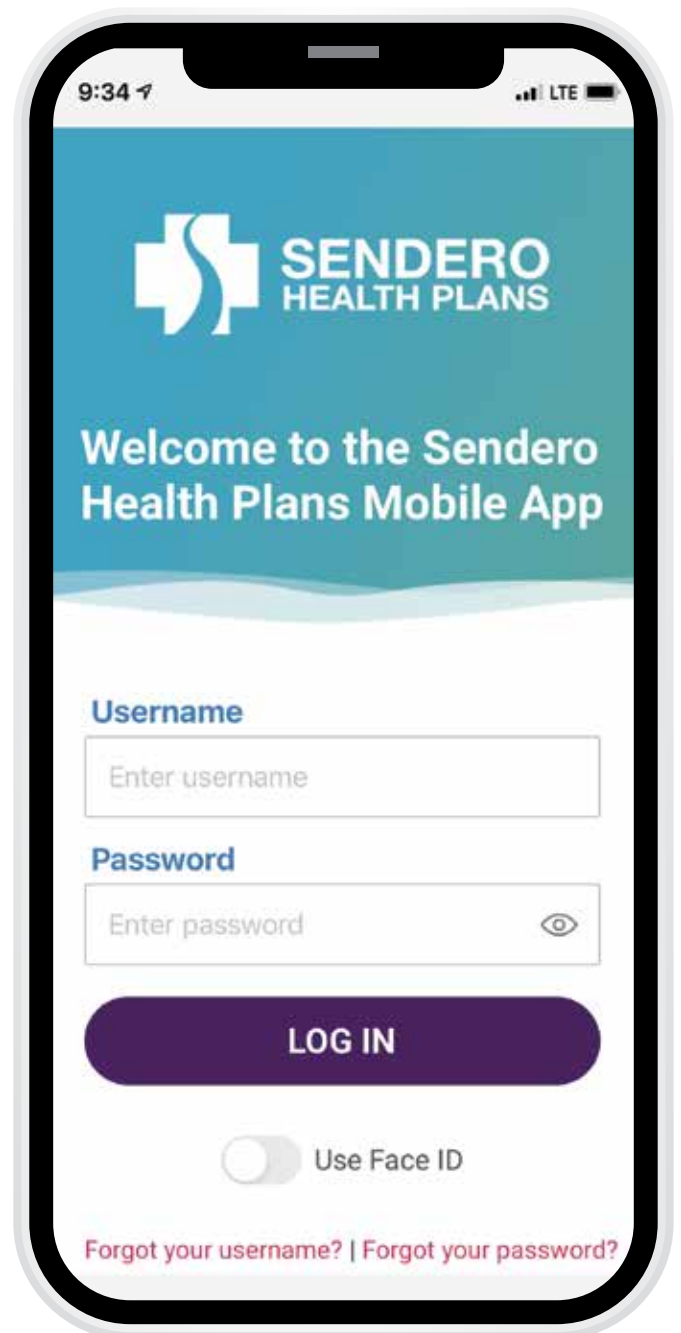 9:34
LTE
SENDERO
HEALTH PLANS
Welcome to the Sendero
Health Plans Mobile App
Username
Enter username
Password
Enter password
LOG IN
Use Face ID
Forgot your username? | Forgot your password?